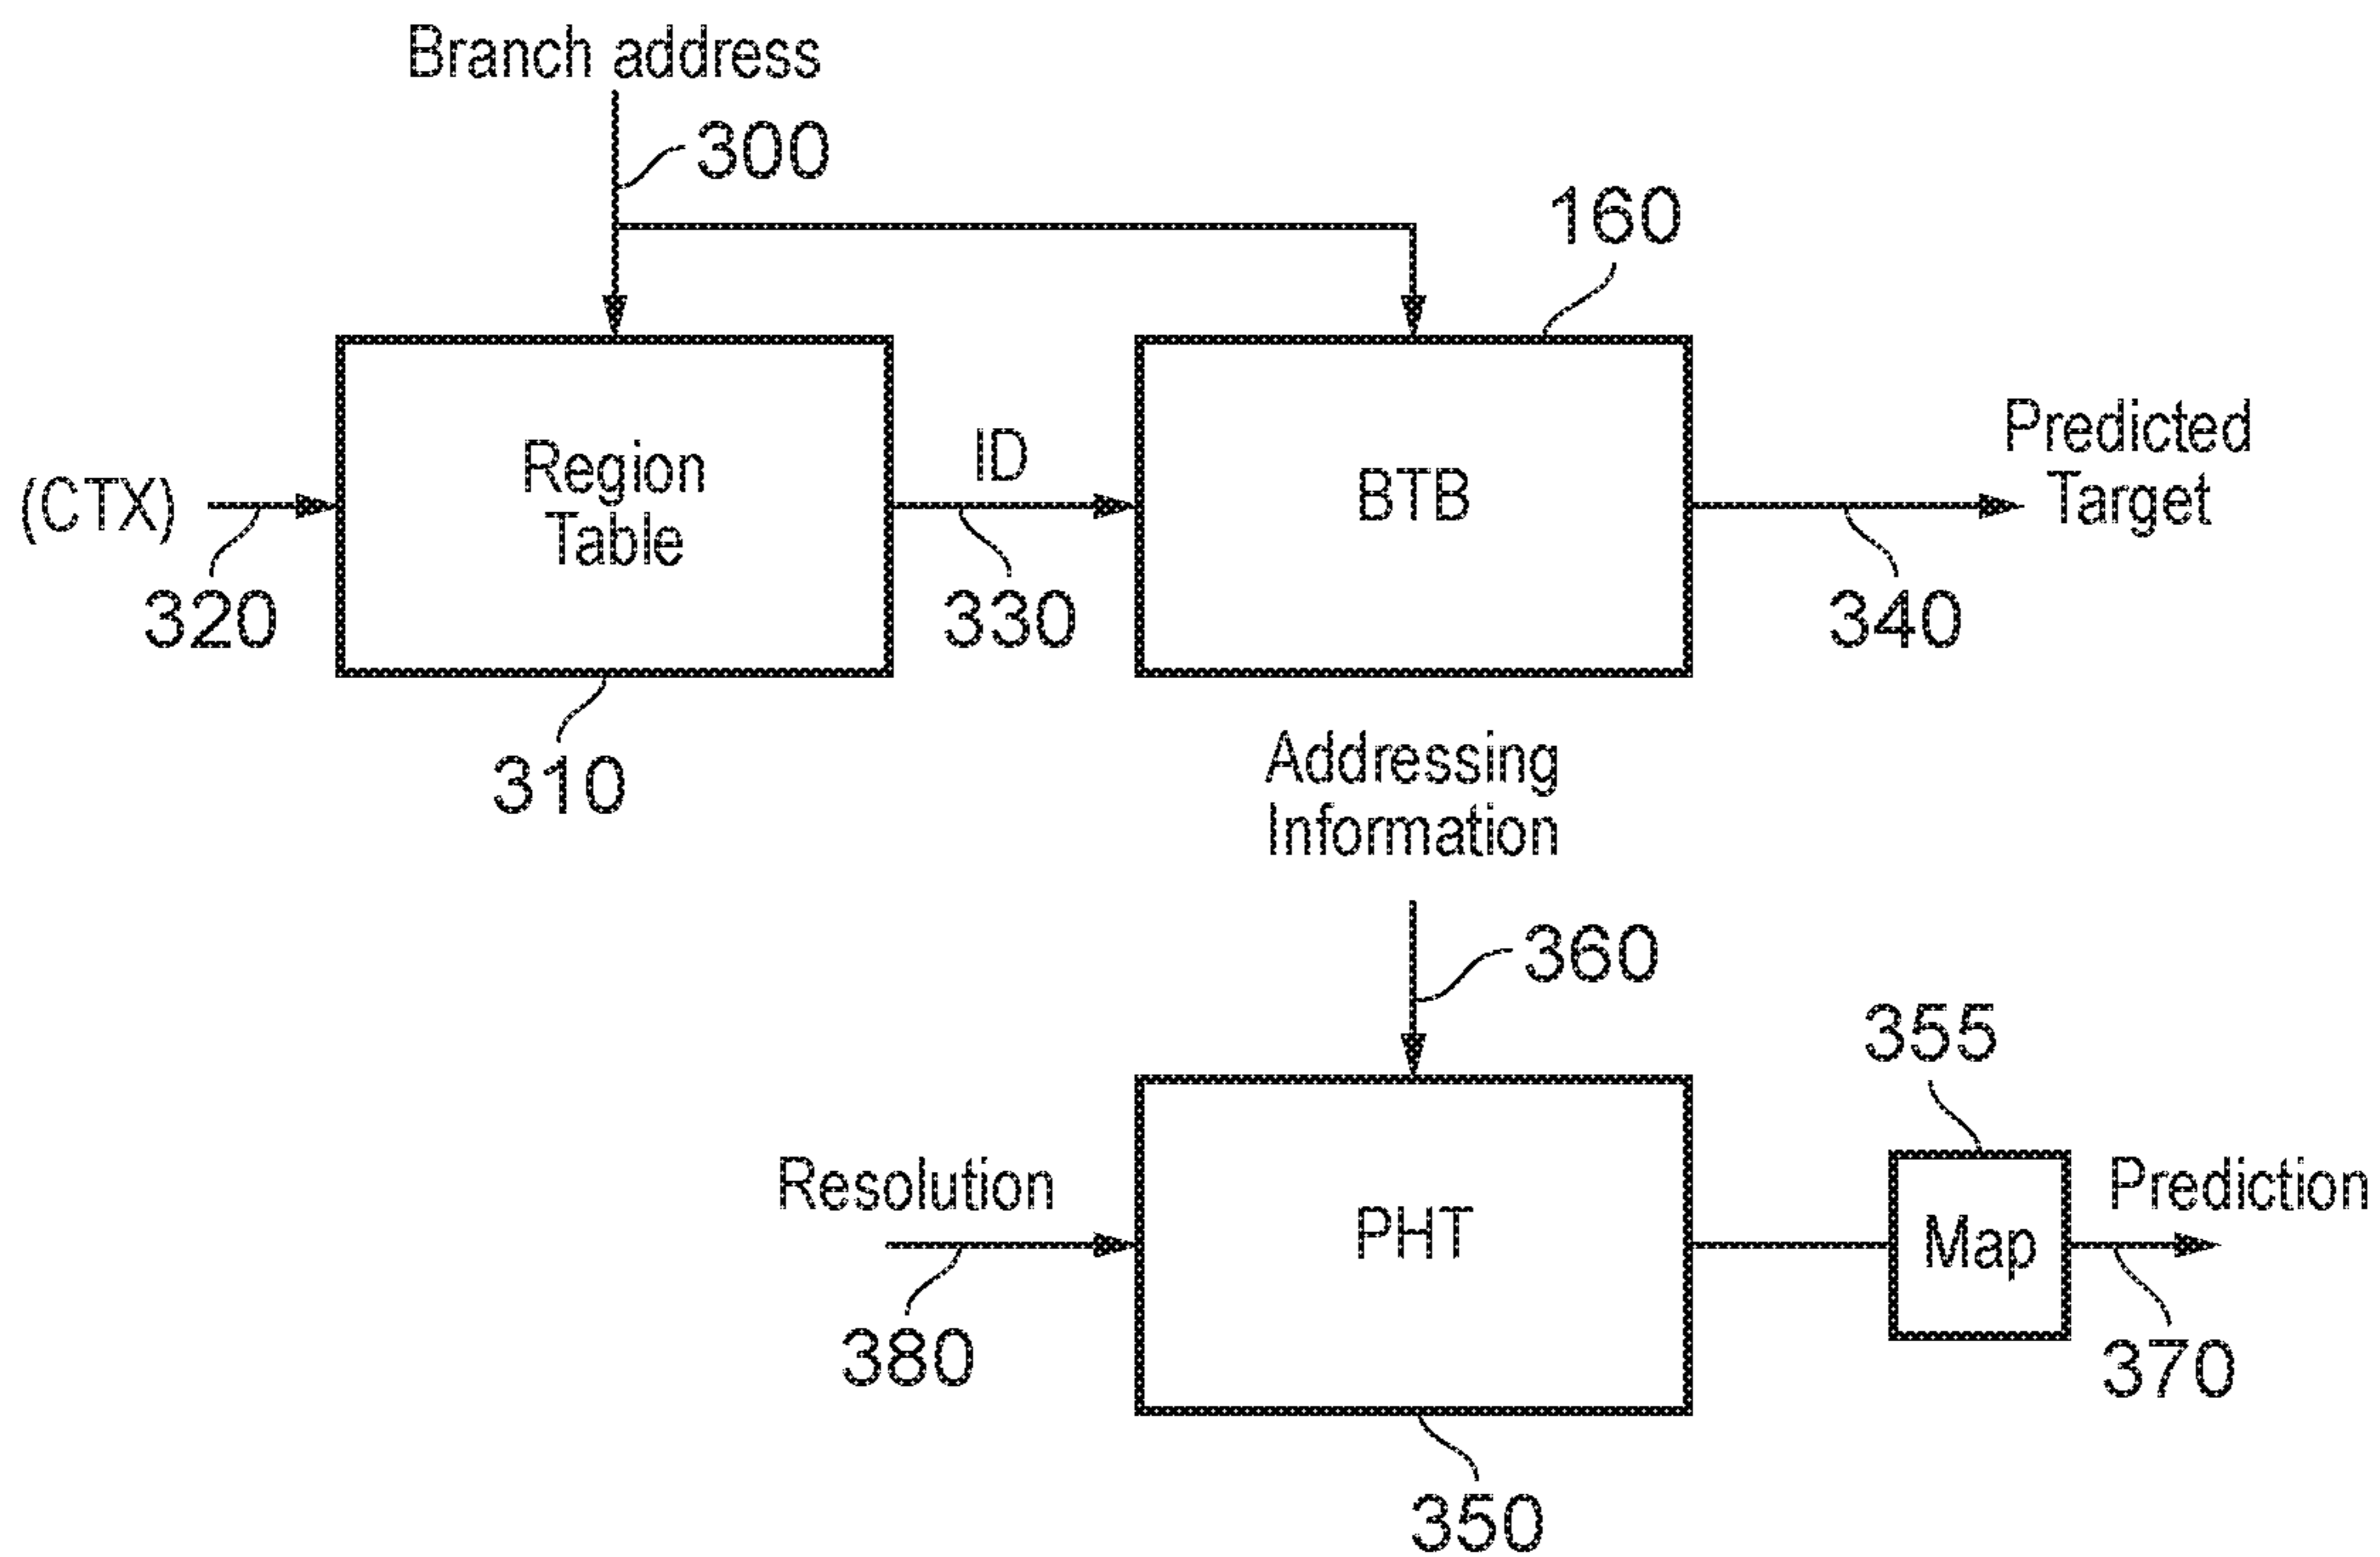 Branch address
300
160
(CTX)
320
Region
Table
310
ID
330
BTB
Predicted
Target
340
Addressing
Information
360
355
Resolution
380
PHT
350
Map
Prediction
370